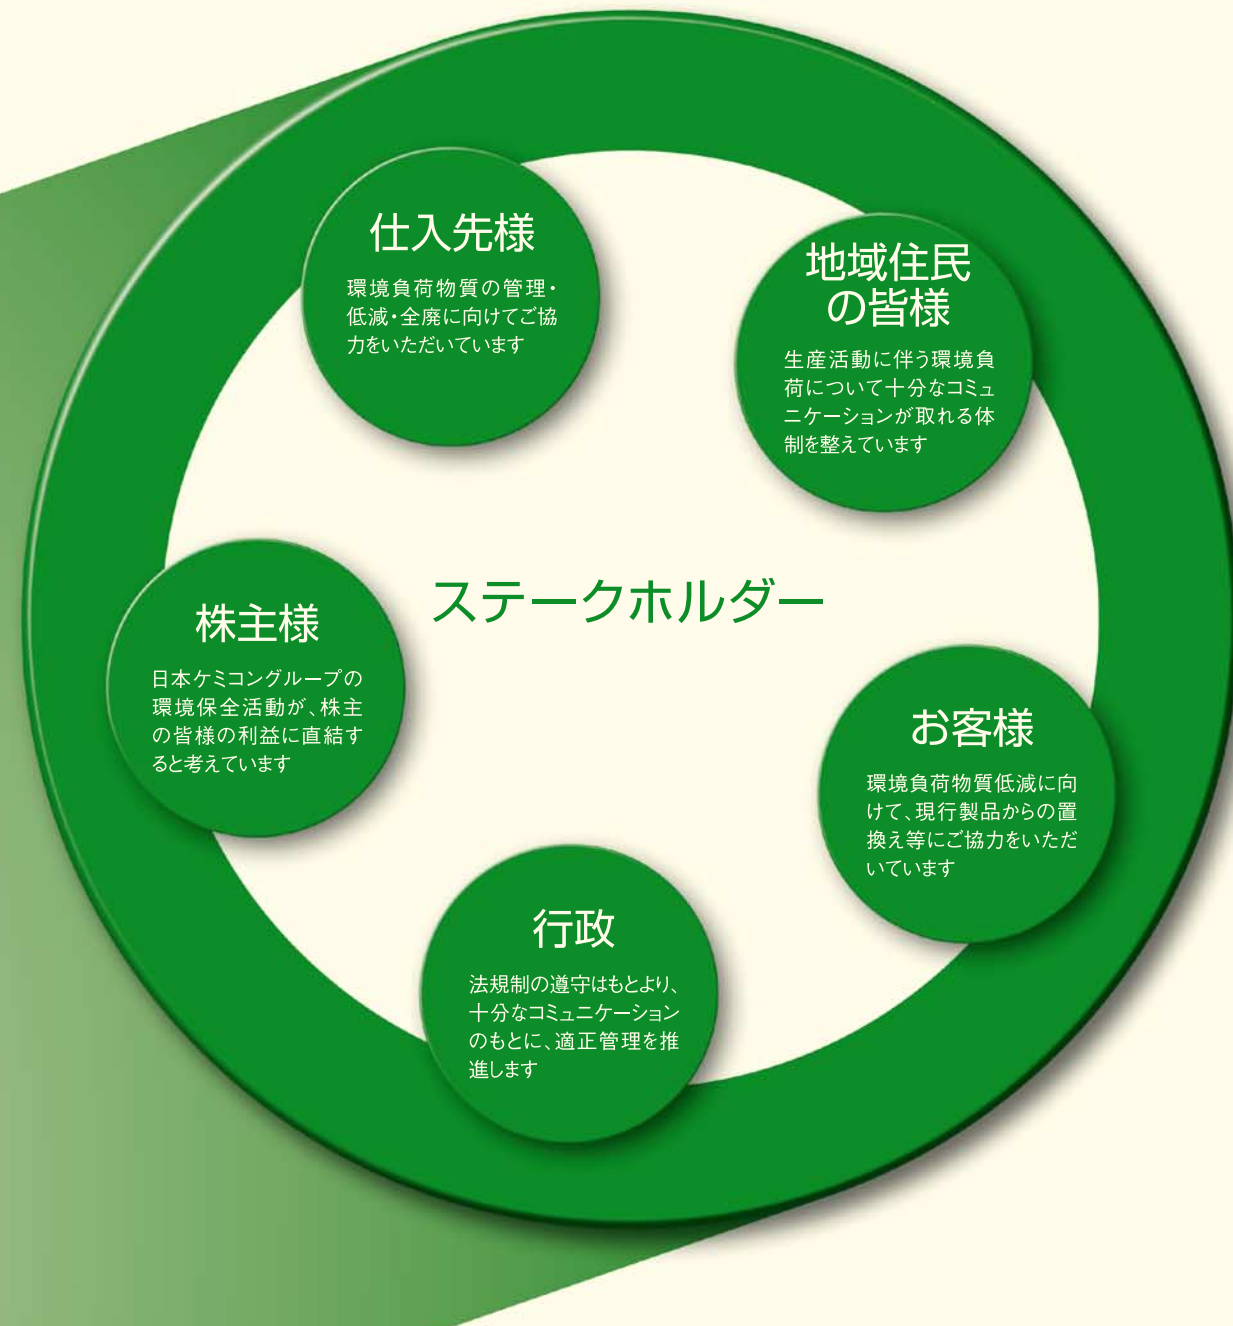 仕入先様
環境負荷物質の管理・
低減・全廃に向けてご協
力をいただいています
地域住民
の皆様
生産活動に伴う環境負
荷について十分なコミュ
ニケーションが取れる体
制を整えています
ステークホルダー
株主様
日本ケミコングループの
環境保全活動が、株主
の皆様の利益に直結す
ると考えています
お客様
環境負荷物質低減に向
けて、現行製品からの置
換え等にご協力をいただ
いています
行政
法規制の遵守はもとより、
十分なコミュニケーション
のもとに、適正管理を推
進します